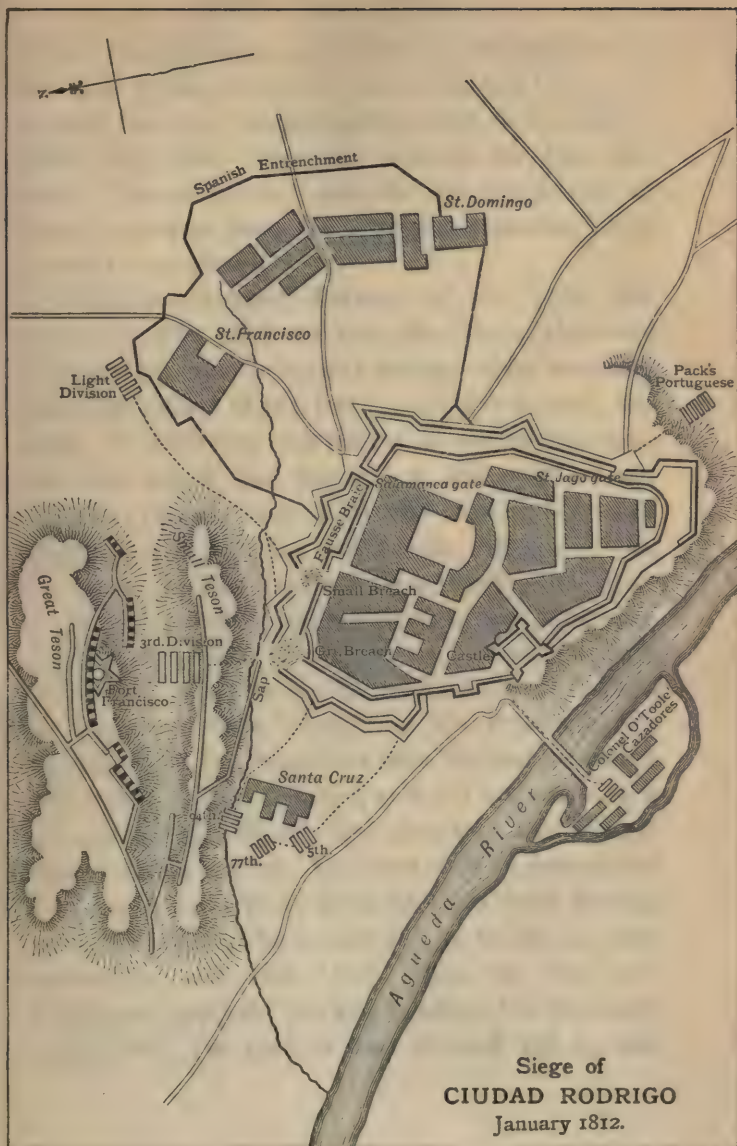 N.
Spanish Entrenchment
St. Domingo
St. Francisco
Light
Division
Pack's
Portuguese
Salamanca gate
St. Jago gate
Fausse Braie
Small Teson
Great Teson
Small Breach
3rd. Division
Gt. Breach
Castle
Fort
Francisco
Sap
Colonel O'Toole
Cazadores
Santa Cruz
94th.
77th.
5th.
Agueda River
Siege of
CIUDAD RODRIGO
January 1812.